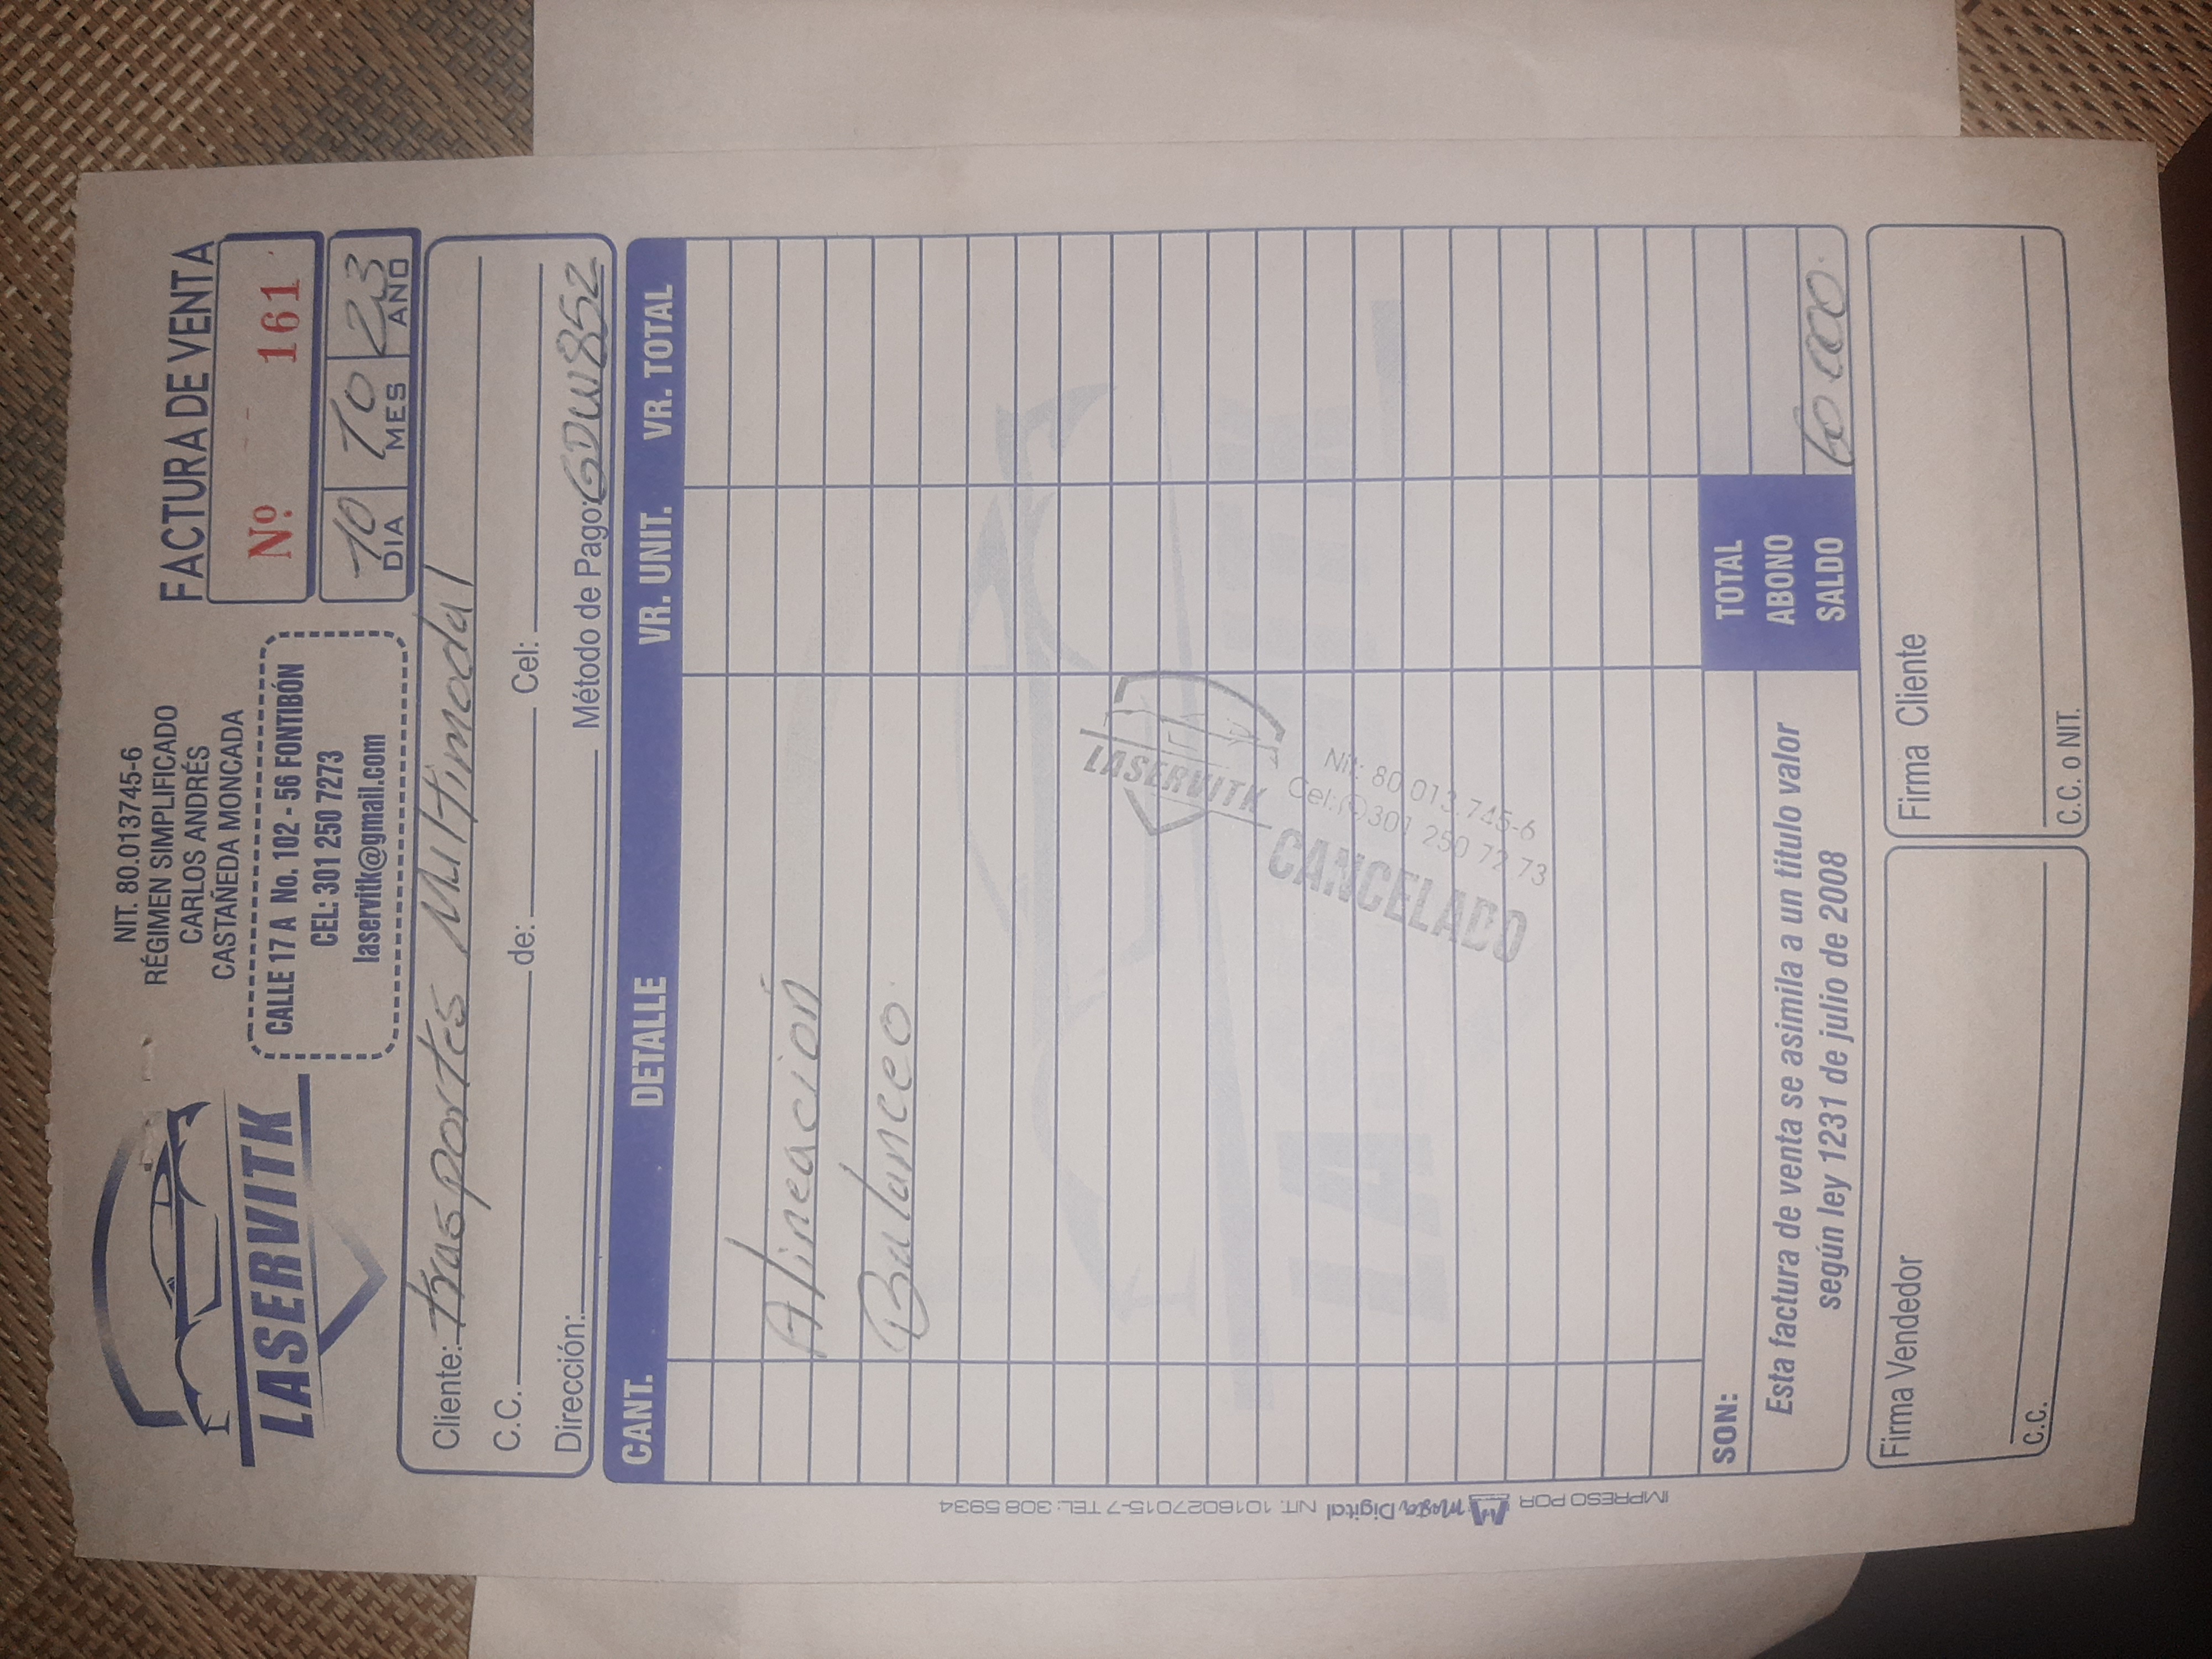 LASERVITK
NIT. 80.013745-6
RÉGIMEN SIMPLIFICADO
CARLOS ANDRÉS
CASTAÑEDA MONCADA
CALLE 17 A No. 102 - 56 FONTIBÓN
CEL: 301 250 7273
laservitk@gmail.com
FACTURA DE VENTA
Nº 161
10 10 23
DIA MES AÑO
Cliente: Trasportes Multimodal
C.C. de: Cel:
Dirección: Método de Pago: GDW852
CANT. DETALLE VR. UNIT. VR. TOTAL
Alineación
Balanceo
LASERVITK
Nit: 80.013.745-6
Cel: 301 250 72 73
CANCELADO
SON:
TOTAL
ABONO
SALDO 60 000
Esta factura de venta se asimila a un titulo valor
según ley 1231 de julio de 2008
Firma Vendedor
C.C.
Firma Cliente
C.C. o NIT.
IMPRESO POR Mega Digital NIT. 1016027015-7 TEL: 308 5934